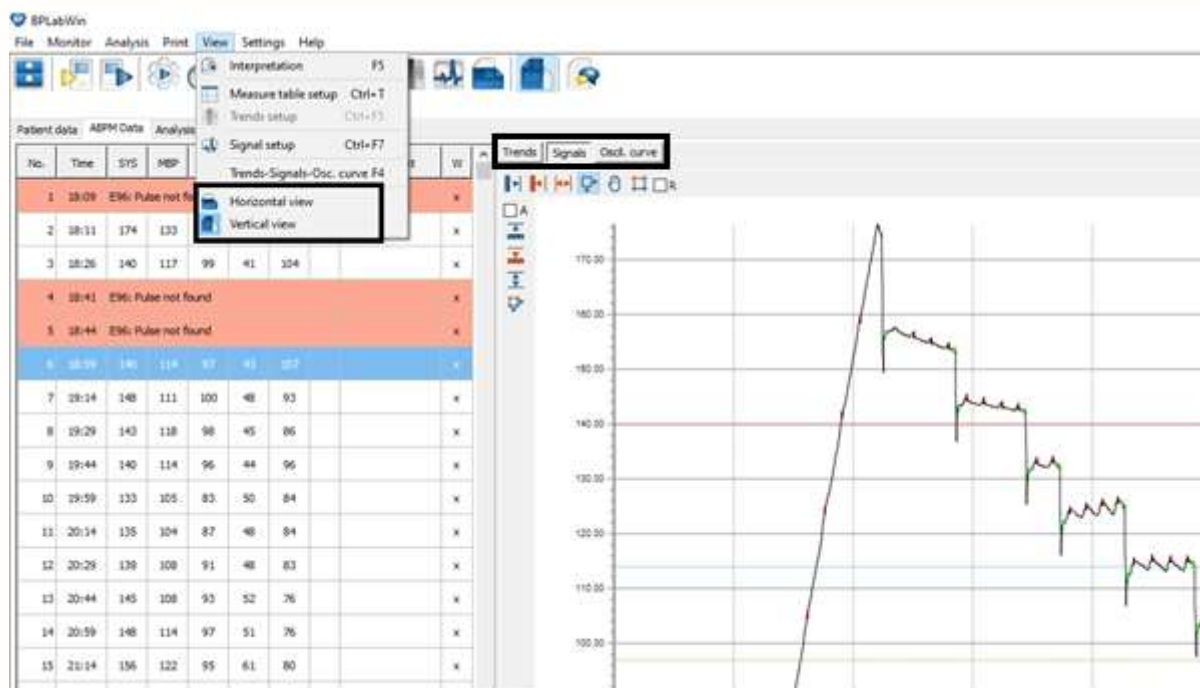 BPLabWin
File Monitor Analysis Print View Settings Help
Interpretation F5
Measure table setup Ctrl+T
Trends setup Ctrl+F3
Signal setup Ctrl+F7
Trends-Signals-Osc. curve F4
Horizontal view
Vertical view
Patient data ABPM Data Analysis
Trends Signals Oscil. curve
R
A
No. Time SYS MBP W
1 18:09 E96: Pulse not fo x
2 18:11 174 133 x
3 18:26 140 117 99 41 104 x
4 18:41 E96: Pulse not found x
5 18:44 E96: Pulse not found x
6 18:59 140 114 97 43 107 x
7 19:14 148 111 100 48 93 x
8 19:29 143 118 98 45 86 x
9 19:44 140 114 96 44 96 x
10 19:59 133 105 83 50 84 x
11 20:14 135 104 87 48 84 x
12 20:29 139 108 91 48 83 x
13 20:44 145 108 93 52 76 x
14 20:59 148 114 97 51 76 x
15 21:14 156 122 95 61 80 x
170.00
160.00
150.00
140.00
130.00
120.00
110.00
100.00